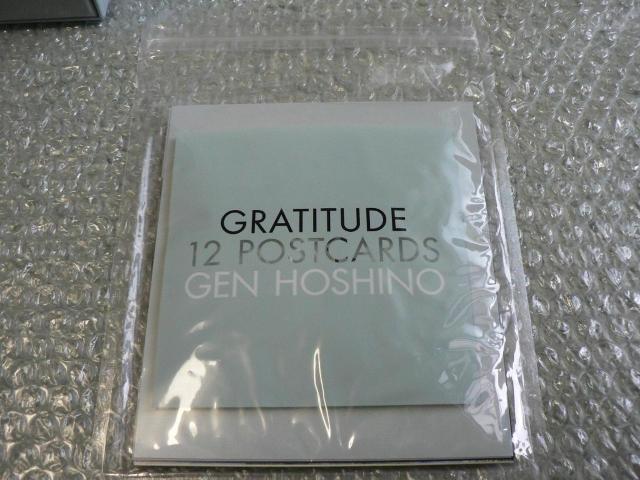 GRATITUDE
12 POSTCARDS
GEN HOSHINO